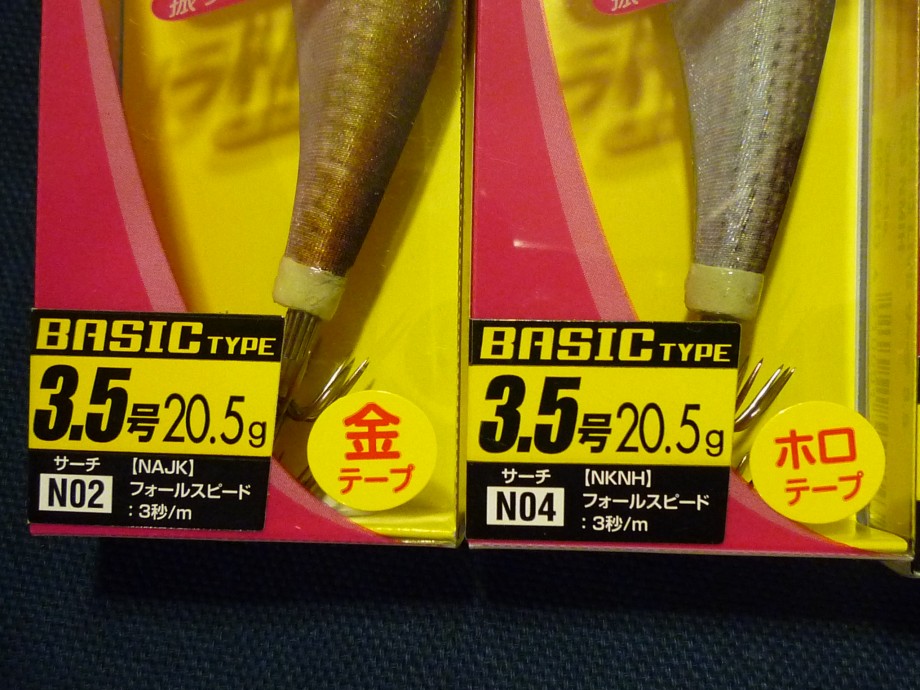 BASIC TYPE
3.5号20.5g
サーチ
N02
【NAJK】
フォールスピード
:3秒/m
金
テープ
BASIC TYPE
3.5号20.5g
サーチ
N04
【NKNH】
フォールスピード
:3秒/m
ホロ
テープ